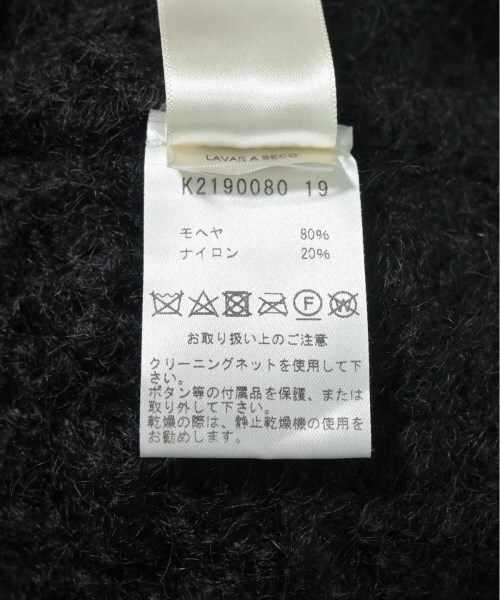 LAVAR A SECO
K2190080 19
モヘヤ 80%
ナイロン 20%
F W
お取り扱い上のご注意
クリーニングネットを使用して下
さい。
ボタン等の付属品を保護、または
取り外して下さい。
乾燥の際は、静止乾燥機の使用を
お勧めします。